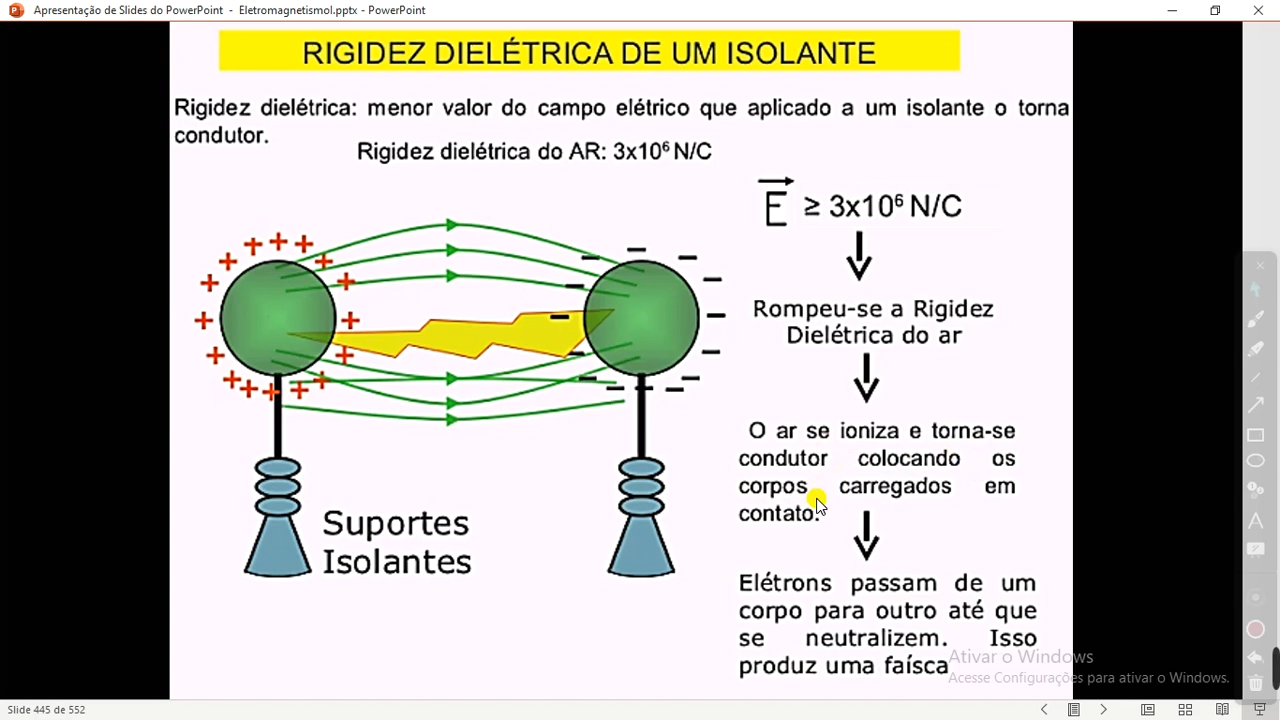 Apresentação de Slides do PowerPoint - Eletromagnetismol.pptx - PowerPoint
RIGIDEZ DIELÉTRICA DE UM ISOLANTE
Rigidez dielétrica: menor valor do campo elétrico que aplicado a um isolante o torna
condutor.
Rigidez dielétrica do AR: 3x10⁶ N/C
E ≥ 3x10⁶ N/C
Rompeu-se a Rigidez
Dielétrica do ar
O ar se ioniza e torna-se
condutor colocando os
corpos carregados em
contato.
Elétrons passam de um
corpo para outro até que
se neutralizem. Isso
produz uma faísca
Suportes
Isolantes
Ativar o Windows
Acesse Configurações para ativar o Windows.
Slide 445 de 552